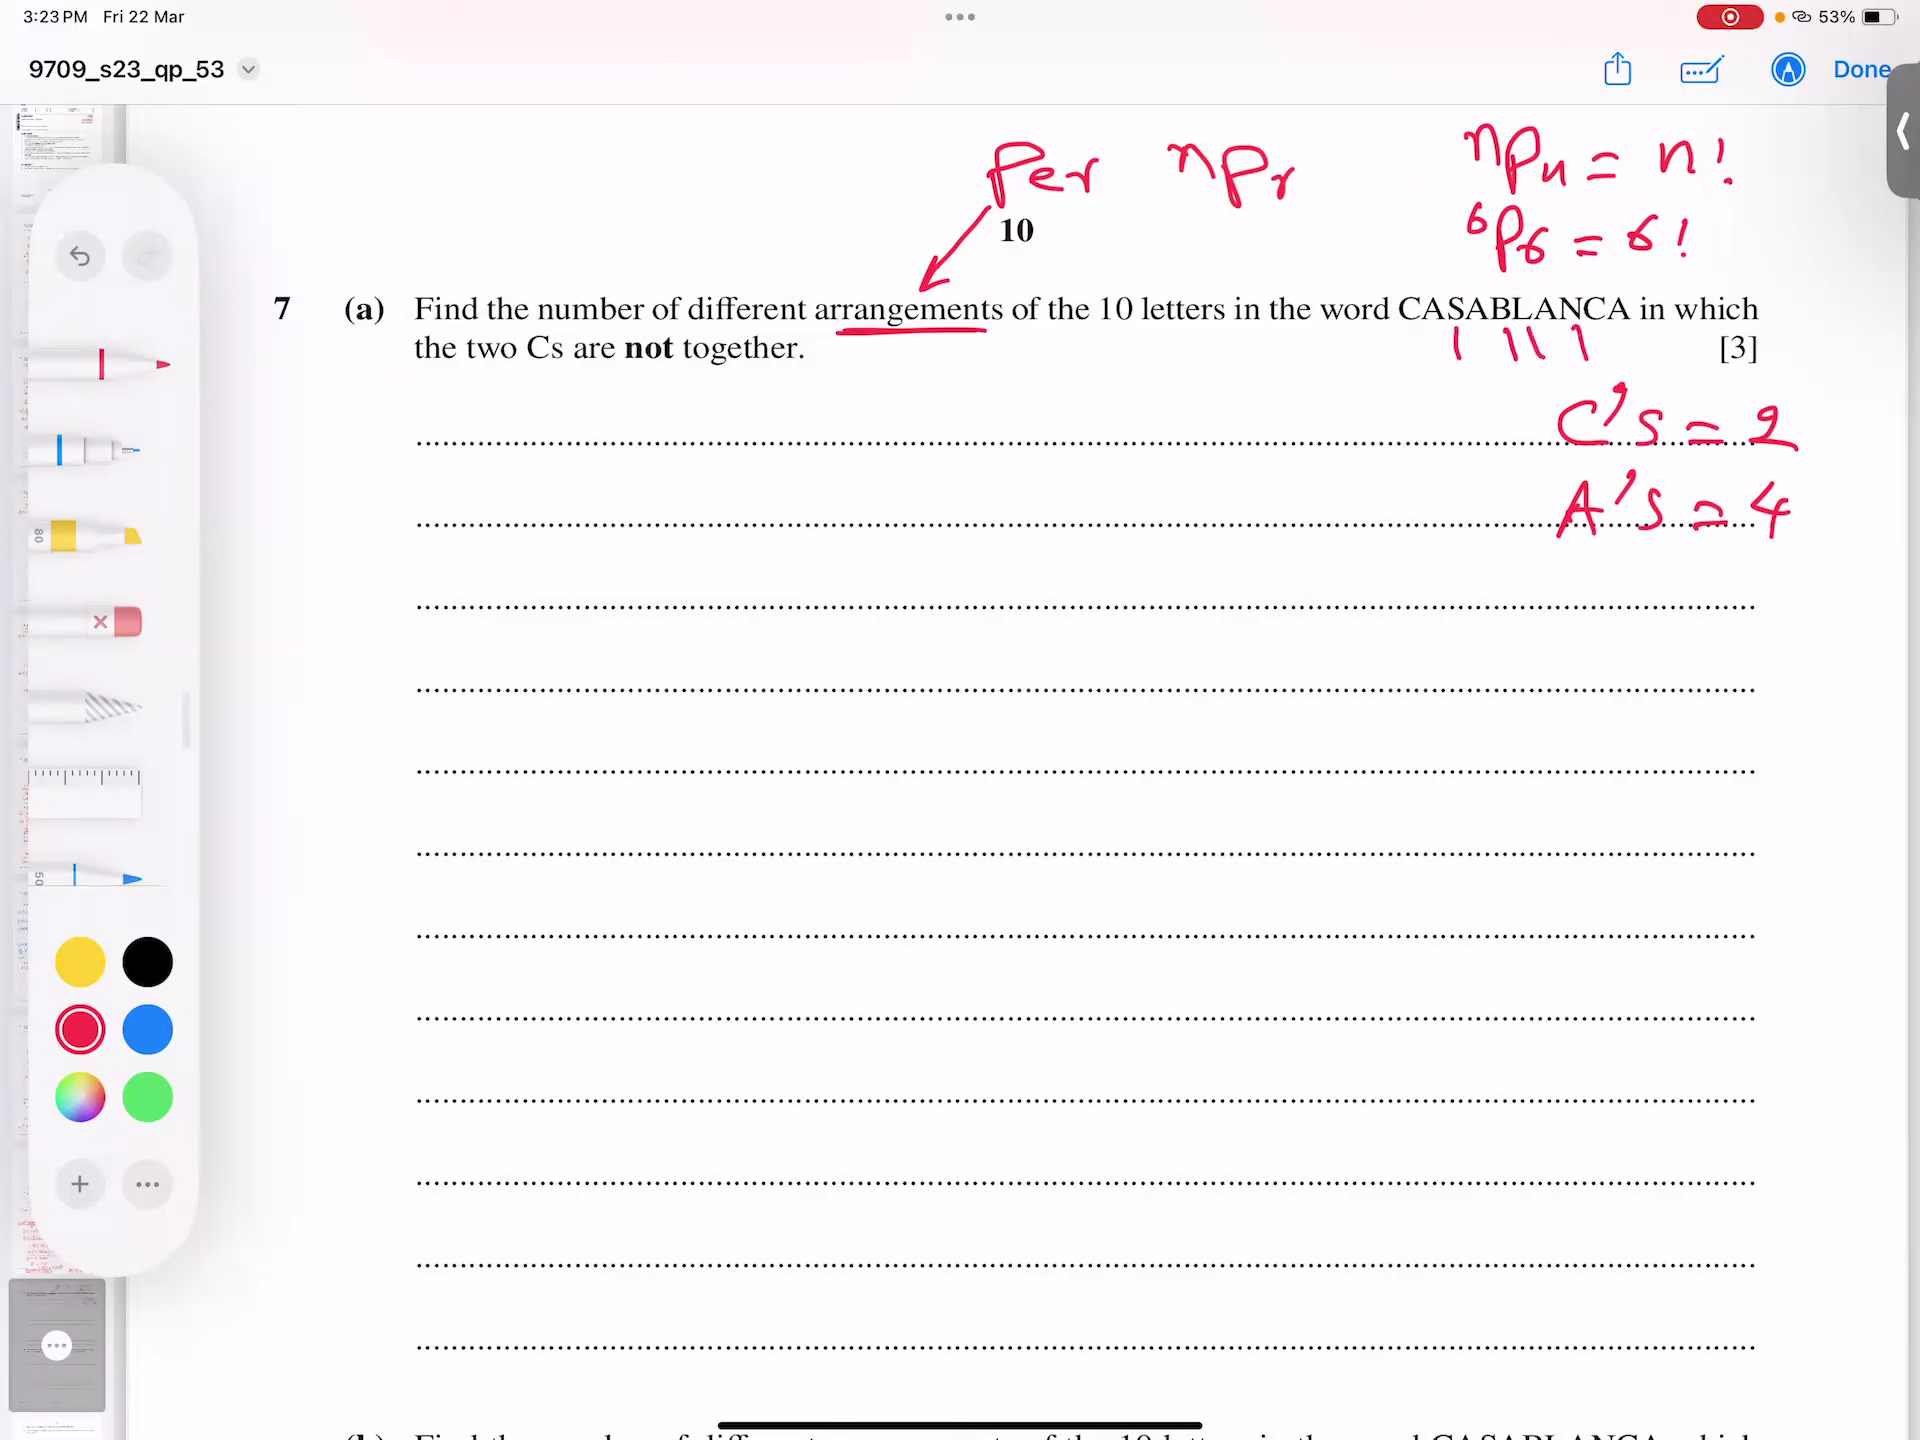 3:23 PM Fri 22 Mar
53%
9709_s23_qp_53
Done
Per nPr
nPn = n!
6P6 = 6!
10
7 (a) Find the number of different arrangements of the 10 letters in the word CASABLANCA in which
the two Cs are not together. [3]
C's = 2
A's = 4
80
50